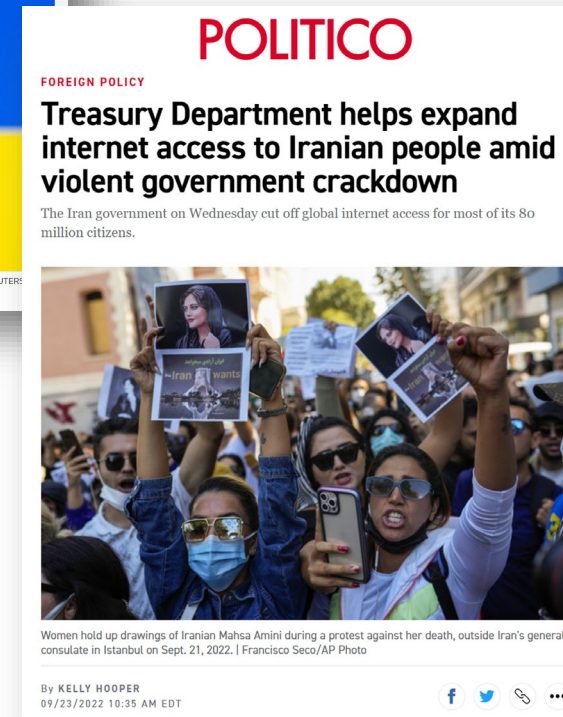 POLITICO
FOREIGN POLICY
Treasury Department helps expand
internet access to Iranian people amid
violent government crackdown
The Iran government on Wednesday cut off global internet access for most of its 80
million citizens.
Iran wants
Iran
UTERS
Women hold up drawings of Iranian Mahsa Amini during a protest against her death, outside Iran's general
consulate in Istanbul on Sept. 21, 2022. | Francisco Seco/AP Photo
By KELLY HOOPER
09/23/2022 10:35 AM EDT